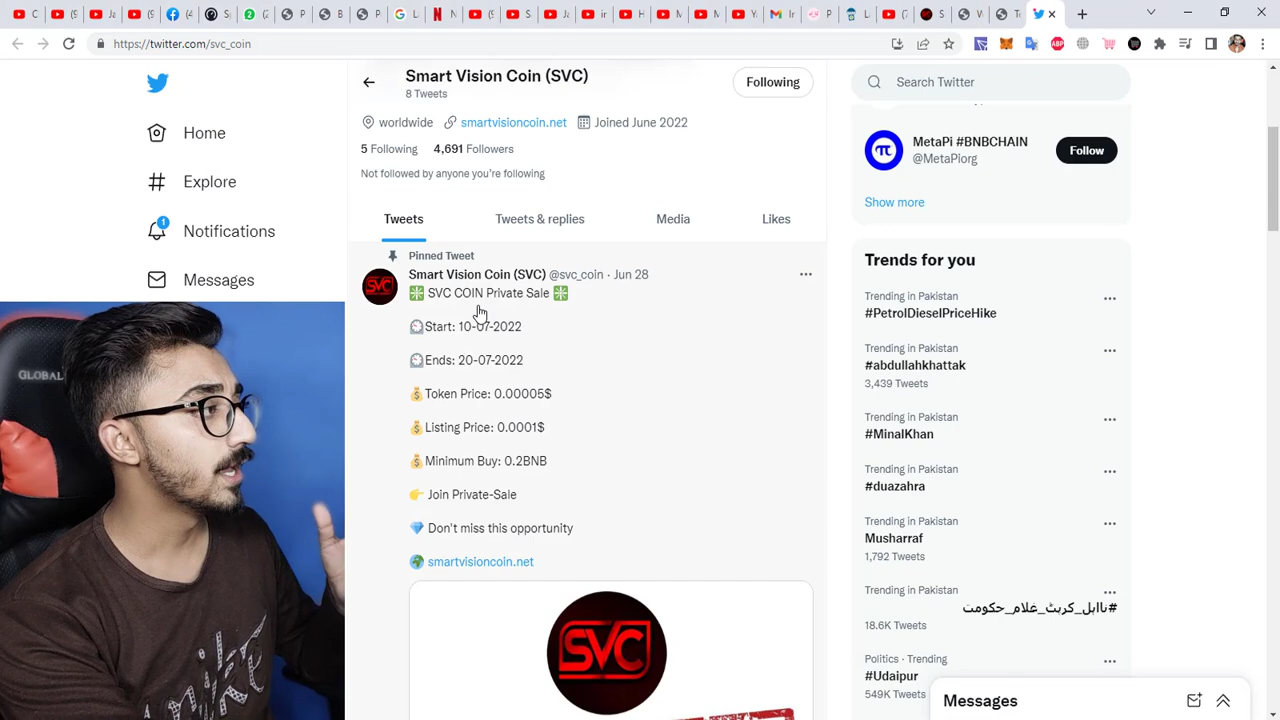 https://twitter.com/svc_coin
Home
Explore
1
Notifications
Messages
Smart Vision Coin (SVC)
8 Tweets
Following
worldwide
smartvisioncoin.net
Joined June 2022
5 Following
4,691 Followers
Not followed by anyone you're following
Tweets
Tweets & replies
Media
Likes
Pinned Tweet
Smart Vision Coin (SVC) @svc_coin · Jun 28
SVC COIN Private Sale
Start: 10-07-2022
Ends: 20-07-2022
Token Price: 0.00005$
Listing Price: 0.0001$
Minimum Buy: 0.2BNB
Join Private-Sale
Don't miss this opportunity
smartvisioncoin.net
SVC
SVC
Search Twitter
MetaPi #BNBCHAIN
@MetaPiorg
Follow
Show more
Trends for you
Trending in Pakistan
#PetrolDieselPriceHike
Trending in Pakistan
#abdullahkhattak
3,439 Tweets
Trending in Pakistan
#MinalKhan
Trending in Pakistan
#duazahra
Trending in Pakistan
Musharraf
1,792 Tweets
Trending in Pakistan
#نااہل_کرپٹ_غلام_حکومت
18.6K Tweets
Politics · Trending
#Udaipur
549K Tweets
Messages
GLOBAL